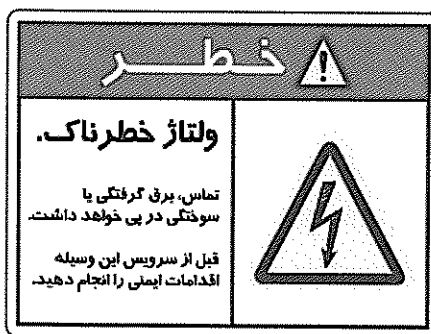 خطر
ولتاژ خطرناک.
تماس، برق گرفتگی یا
سوختگی در پی خواهد داشت.
قبل از سرویس این وسیله
اقدامات ایمنی را انجام دهید.